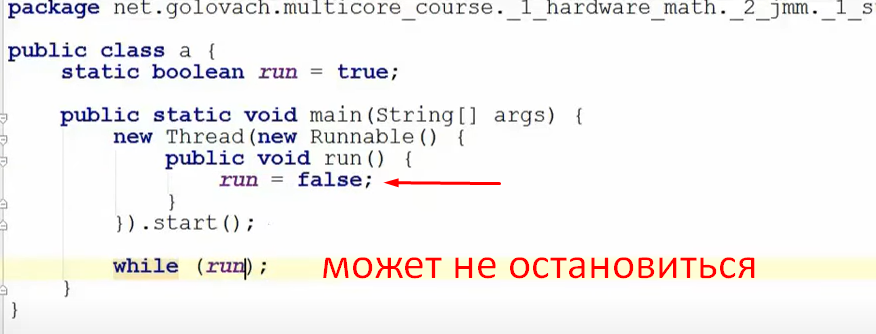 package net.golovach.multicore_course._1_hardware_math._2_jmm._1_s
public class a {
static boolean run = true;
public static void main(String[] args) {
new Thread(new Runnable() {
public void run() {
run = false;
}
}).start();
while (run);
может не остановиться
}
}